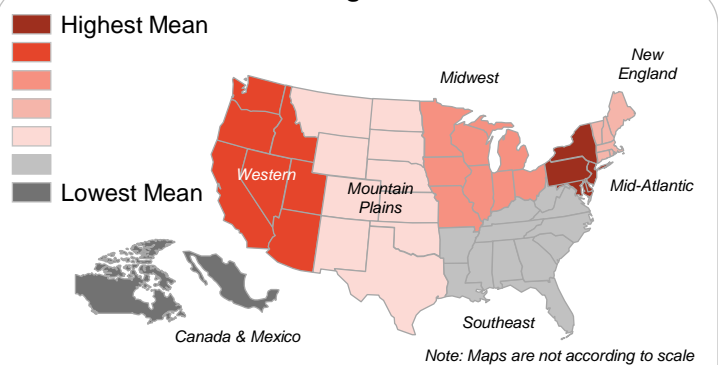 Highest Mean
Lowest Mean
Midwest
New
England
Western
Mountain
Plains
Mid-Atlantic
Southeast
Canada & Mexico
Note: Maps are not according to scale